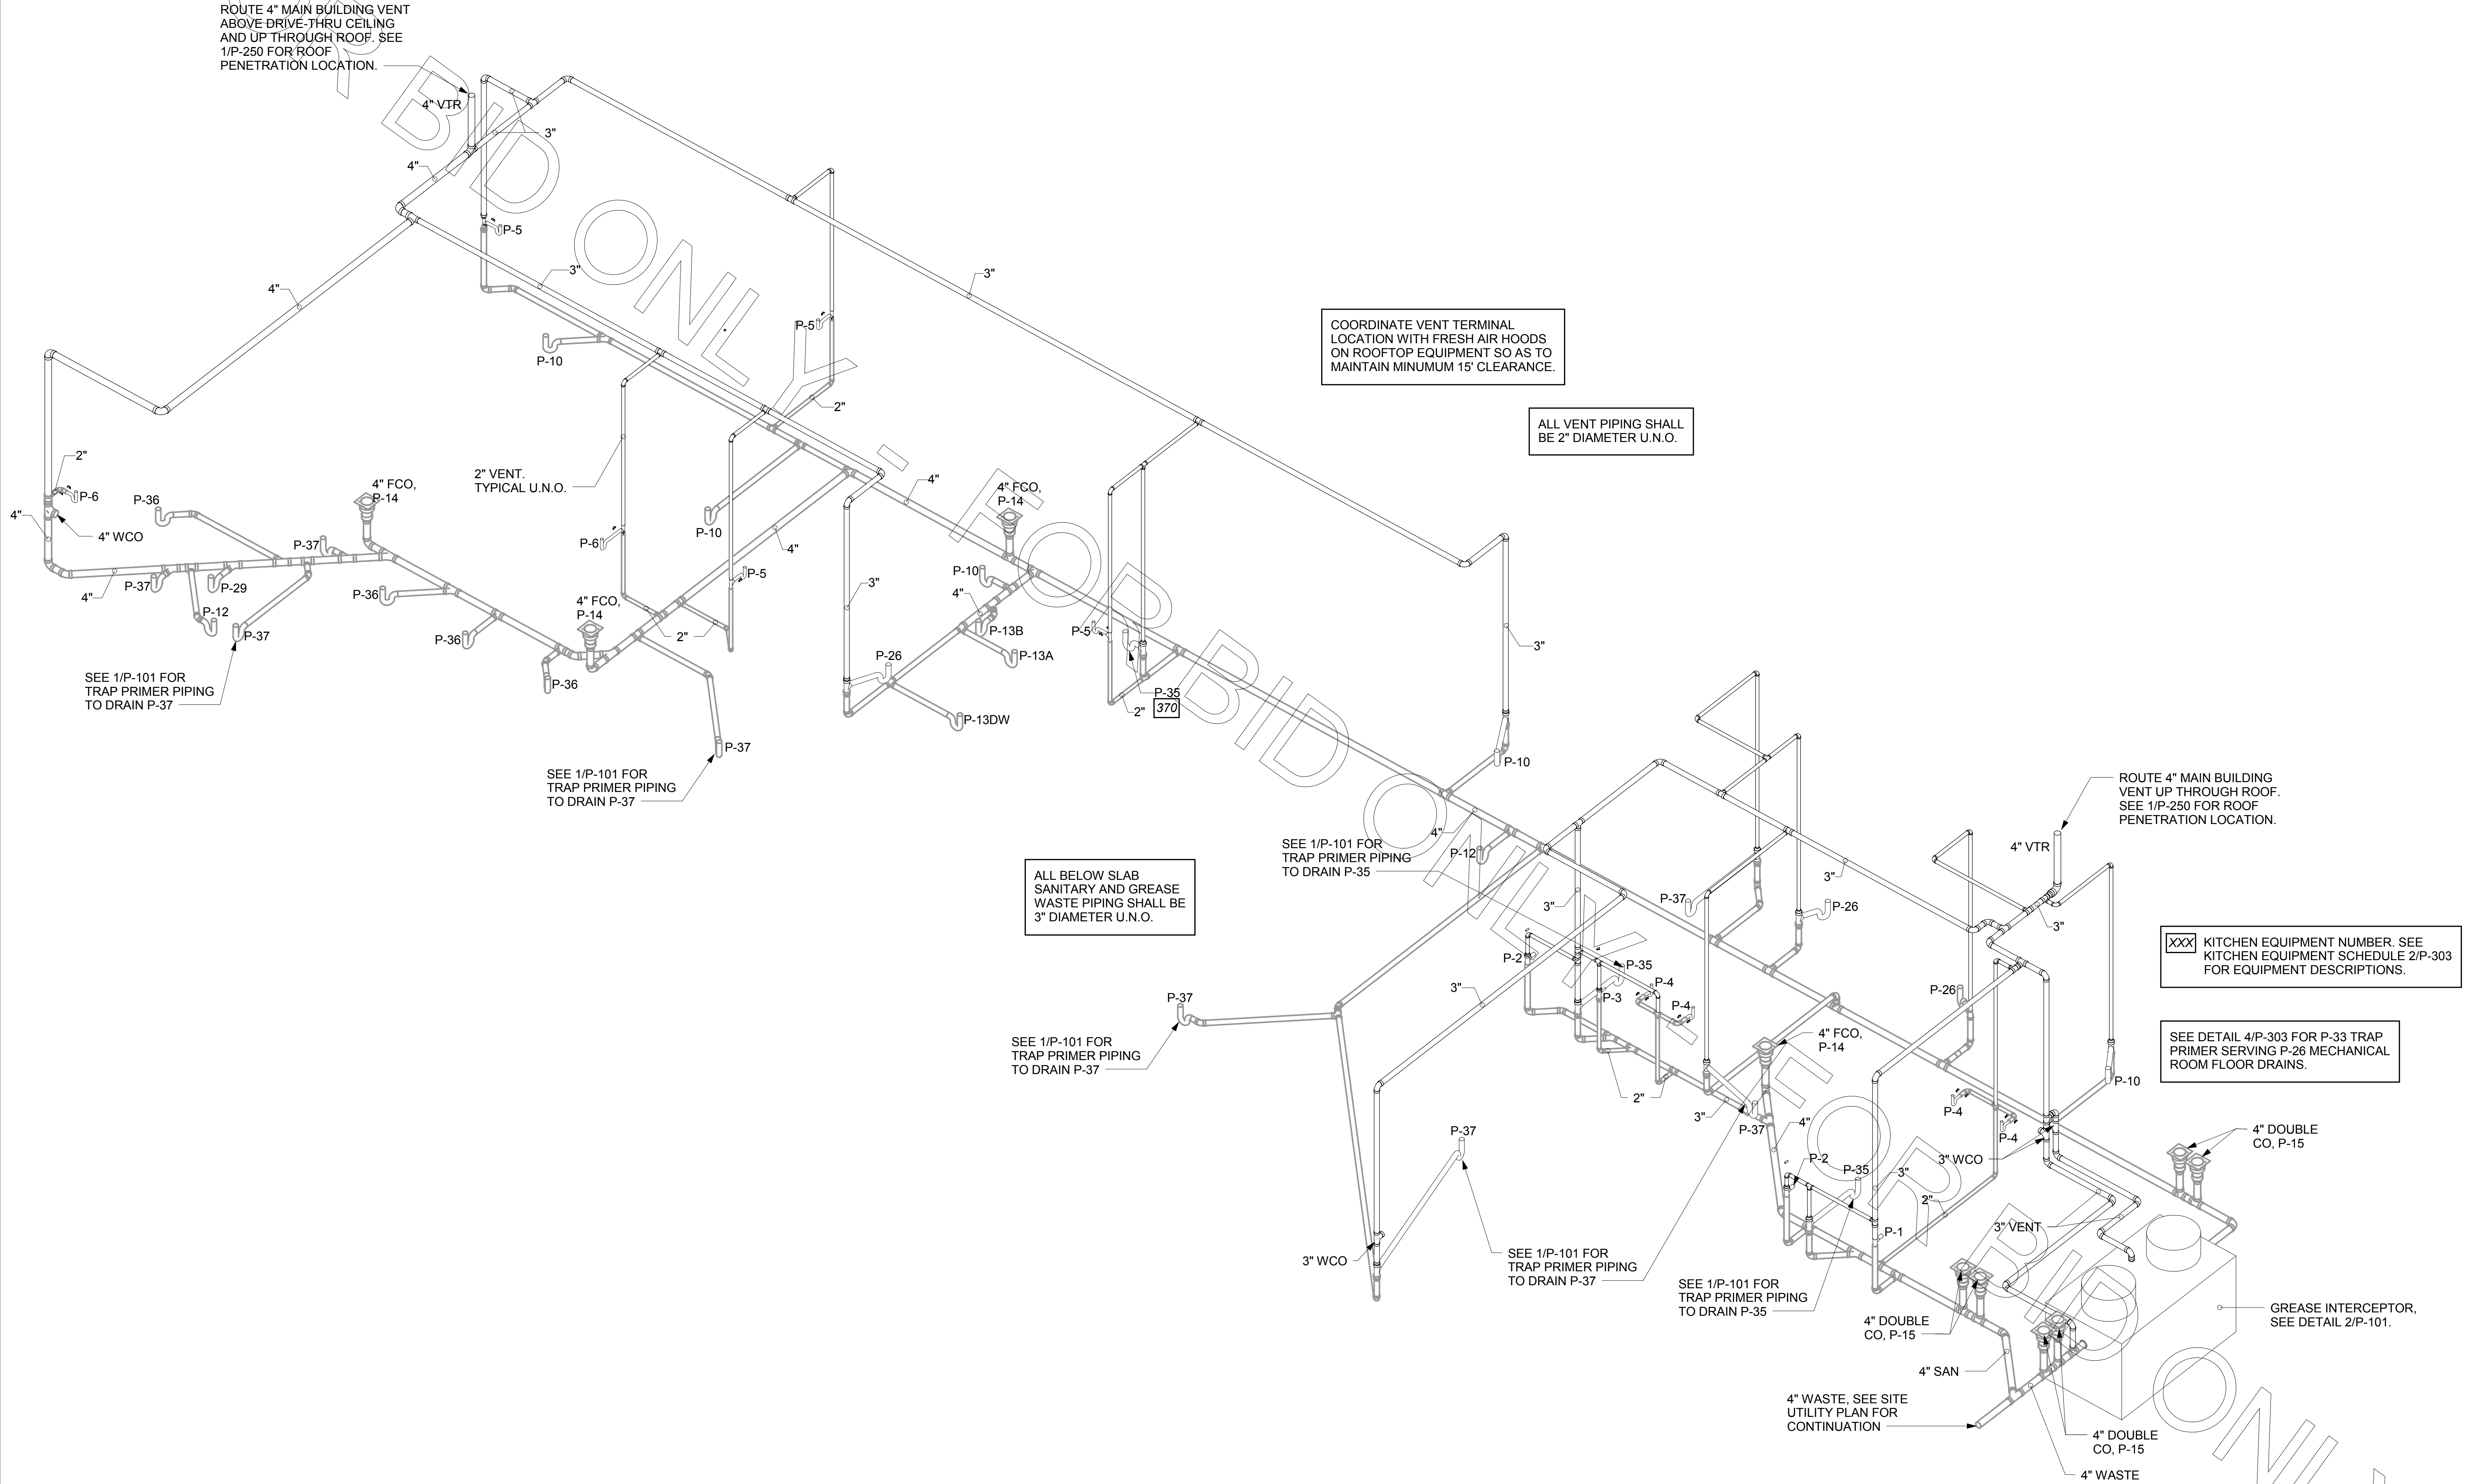 ROUTE 4" MAIN BUILDING VENT
ABOVE DRIVE-THRU CEILING
AND UP THROUGH ROOF. SEE
1/P-250 FOR ROOF
PENETRATION LOCATION.
4" VTR
3"
4"
P-5
3"
4"
3"
P-5
P-10
2"
COORDINATE VENT TERMINAL
LOCATION WITH FRESH AIR HOODS
ON ROOFTOP EQUIPMENT SO AS TO
MAINTAIN MINUMUM 15' CLEARANCE.
ALL VENT PIPING SHALL
BE 2" DIAMETER U.N.O.
2"
P-6
P-36
4" FCO,
P-14
2" VENT.
TYPICAL U.N.O.
4"
4" FCO,
P-14
4"
4" WCO
P-37
P-6
P-10
4"
P-37
P-29
4"
P-12
P-37
P-36
P-36
4" FCO,
P-14
P-36
2"
P-5
3"
P-10
4"
P-13B
P-13A
P-26
P-13DW
P-5
P-35
370
2"
3"
SEE 1/P-101 FOR
TRAP PRIMER PIPING
TO DRAIN P-37
P-37
SEE 1/P-101 FOR
TRAP PRIMER PIPING
TO DRAIN P-37
P-10
ROUTE 4" MAIN BUILDING
VENT UP THROUGH ROOF.
SEE 1/P-250 FOR ROOF
PENETRATION LOCATION.
4" VTR
4"
SEE 1/P-101 FOR
TRAP PRIMER PIPING
TO DRAIN P-35
P-12
ALL BELOW SLAB
SANITARY AND GREASE
WASTE PIPING SHALL BE
3" DIAMETER U.N.O.
3"
3"
P-37
P-26
3"
XXX KITCHEN EQUIPMENT NUMBER. SEE
KITCHEN EQUIPMENT SCHEDULE 2/P-303
FOR EQUIPMENT DESCRIPTIONS.
P-2
P-35
P-3
P-4
P-4
3"
P-26
P-37
4" FCO,
P-14
SEE DETAIL 4/P-303 FOR P-33 TRAP
PRIMER SERVING P-26 MECHANICAL
ROOM FLOOR DRAINS.
SEE 1/P-101 FOR
TRAP PRIMER PIPING
TO DRAIN P-37
P-10
2"
3"
P-37
4"
P-4
P-4
4" DOUBLE
CO, P-15
P-37
P-2
P-35
3"
3" WCO
2"
3" VENT
P-1
3" WCO
SEE 1/P-101 FOR
TRAP PRIMER PIPING
TO DRAIN P-37
SEE 1/P-101 FOR
TRAP PRIMER PIPING
TO DRAIN P-35
4" DOUBLE
CO, P-15
GREASE INTERCEPTOR,
SEE DETAIL 2/P-101.
4" SAN
4" WASTE, SEE SITE
UTILITY PLAN FOR
CONTINUATION
4" DOUBLE
CO, P-15
4" WASTE
BID ONLY - FOR BID ONLY - FOR BID ONLY